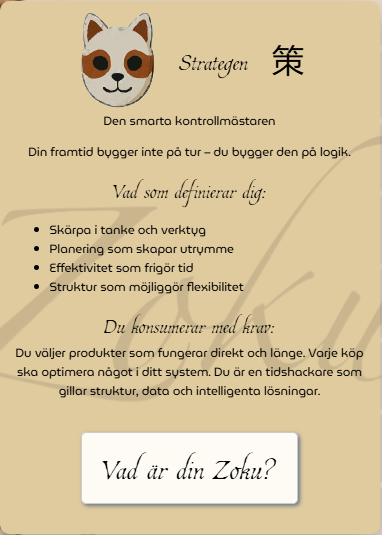 Strategen 策
Den smarta kontrollmästaren
Din framtid bygger inte på tur – du bygger den på logik.
Vad som definierar dig:
• Skärpa i tanke och verktyg
• Planering som skapar utrymme
• Effektivitet som frigör tid
• Struktur som möjliggör flexibilitet
Du konsumerar med krav:
Du väljer produkter som fungerar direkt och länge. Varje köp
ska optimera något i ditt system. Du är en tidshackare som
gillar struktur, data och intelligenta lösningar.
Vad är din Zoku?
Zoku